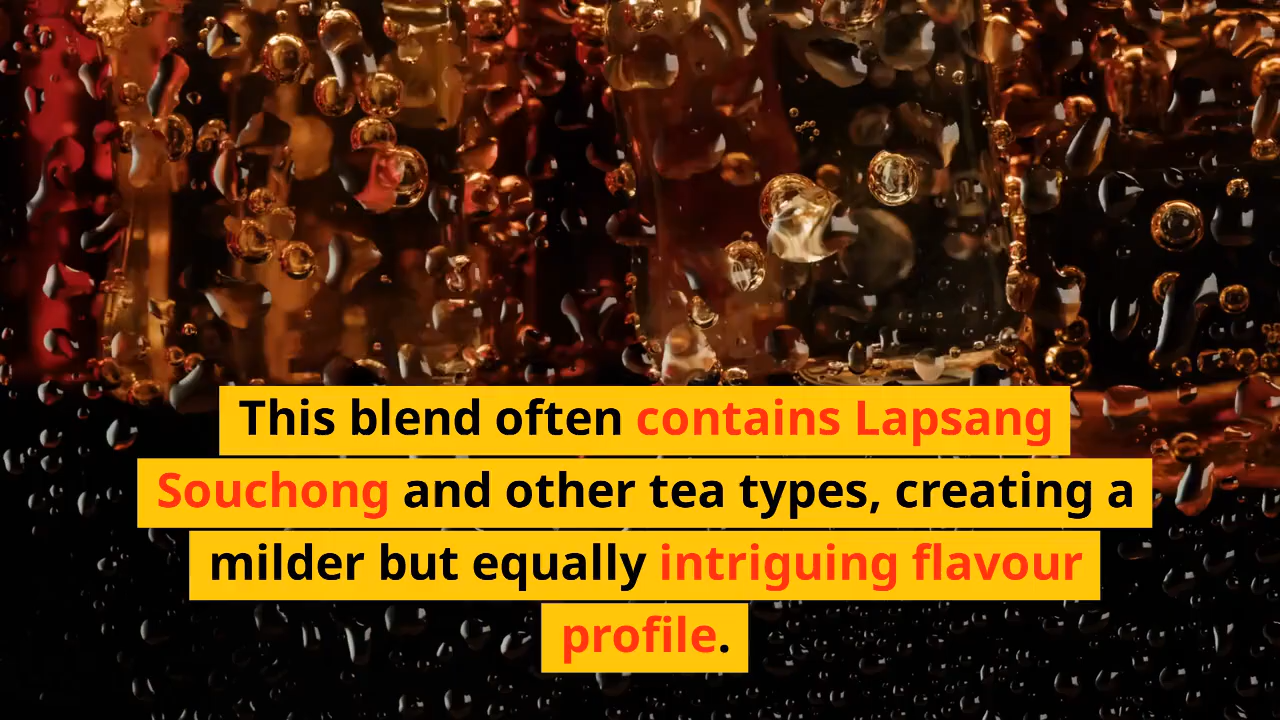 This blend often contains Lapsang
Souchong and other tea types, creating a
milder but equally intriguing flavour
profile.